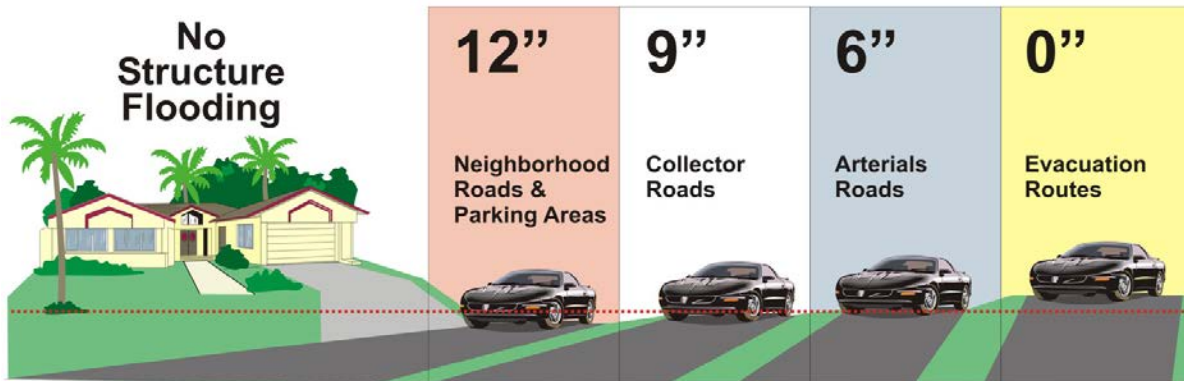 No
Structure
Flooding
12”
Neighborhood
Roads &
Parking Areas
9”
Collector
Roads
6”
Arterials
Roads
0”
Evacuation
Routes